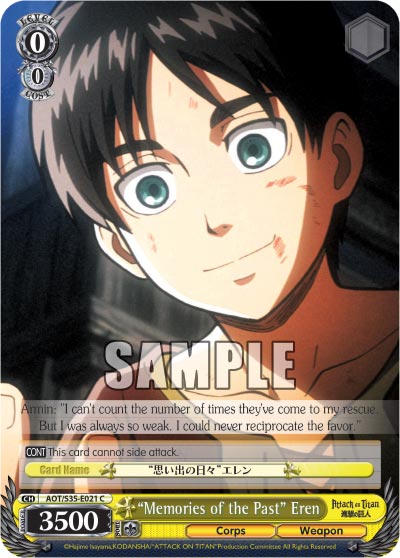 LEVEL
0
0
COST
SAMPLE
Armin: "I can't count the number of times they've come to my rescue.
But I was always so weak. I could never reciprocate the favor."
CONT This card cannot side attack.
Card Name
“思い出の日々”エレン
CH AOT/S35-E021 C
POWER 3500
SOUL
“Memories of the Past” Eren
Attack on Titan
進撃の巨人
Corps Weapon
©Hajime Isayama,KODANSHA/"ATTACK ON TITAN"Production Committee All Rights Reserved.